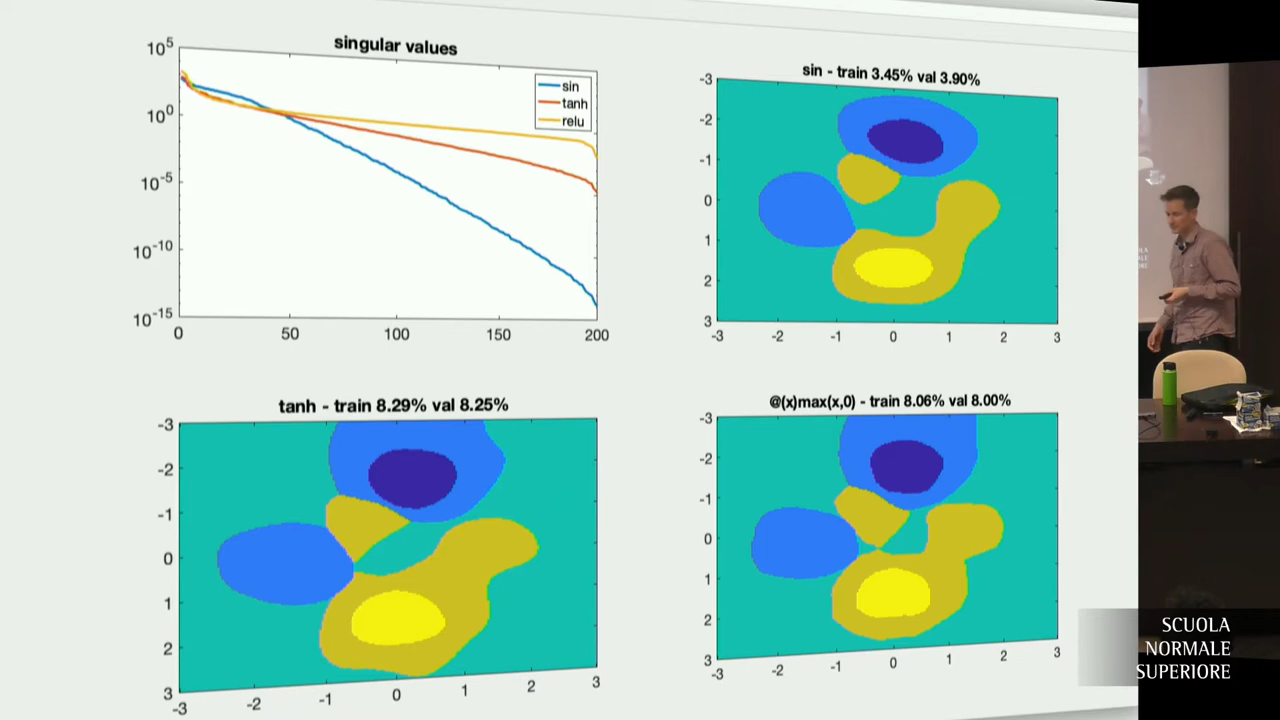 singular values
10^5
10^0
10^-5
10^-10
10^-15
0 50 100 150 200
sin
tanh
relu
sin - train 3.45% val 3.90%
-3
-2
-1
0
1
2
3
-3 -2 -1 0 1 2 3
tanh - train 8.29% val 8.25%
-3
-2
-1
0
1
2
3
-3 -2 -1 0 1 2 3
@(x)max(x,0) - train 8.06% val 8.00%
-3
-2
-1
0
1
2
3
-3 -2 -1 0 1 2 3
SCUOLA
NORMALE
SUPERIORE